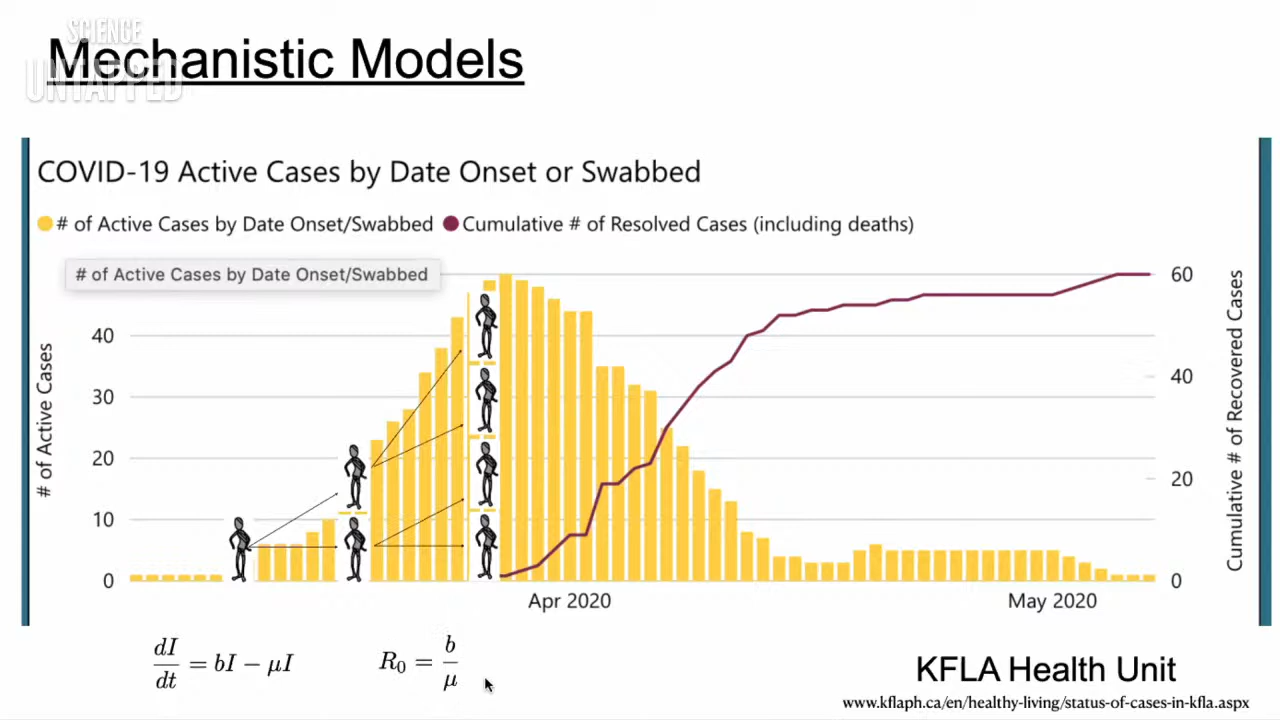 SCIENCE
UNTAPPED
Mechanistic Models
COVID-19 Active Cases by Date Onset or Swabbed
# of Active Cases by Date Onset/Swabbed Cumulative # of Resolved Cases (including deaths)
# of Active Cases by Date Onset/Swabbed
# of Active Cases
40
30
20
10
0
60
40
20
0
Cumulative # of Recovered Cases
Apr 2020 May 2020
dI/dt = bI − μI
R₀ = b/μ
KFLA Health Unit
www.kflaph.ca/en/healthy-living/status-of-cases-in-kfla.aspx